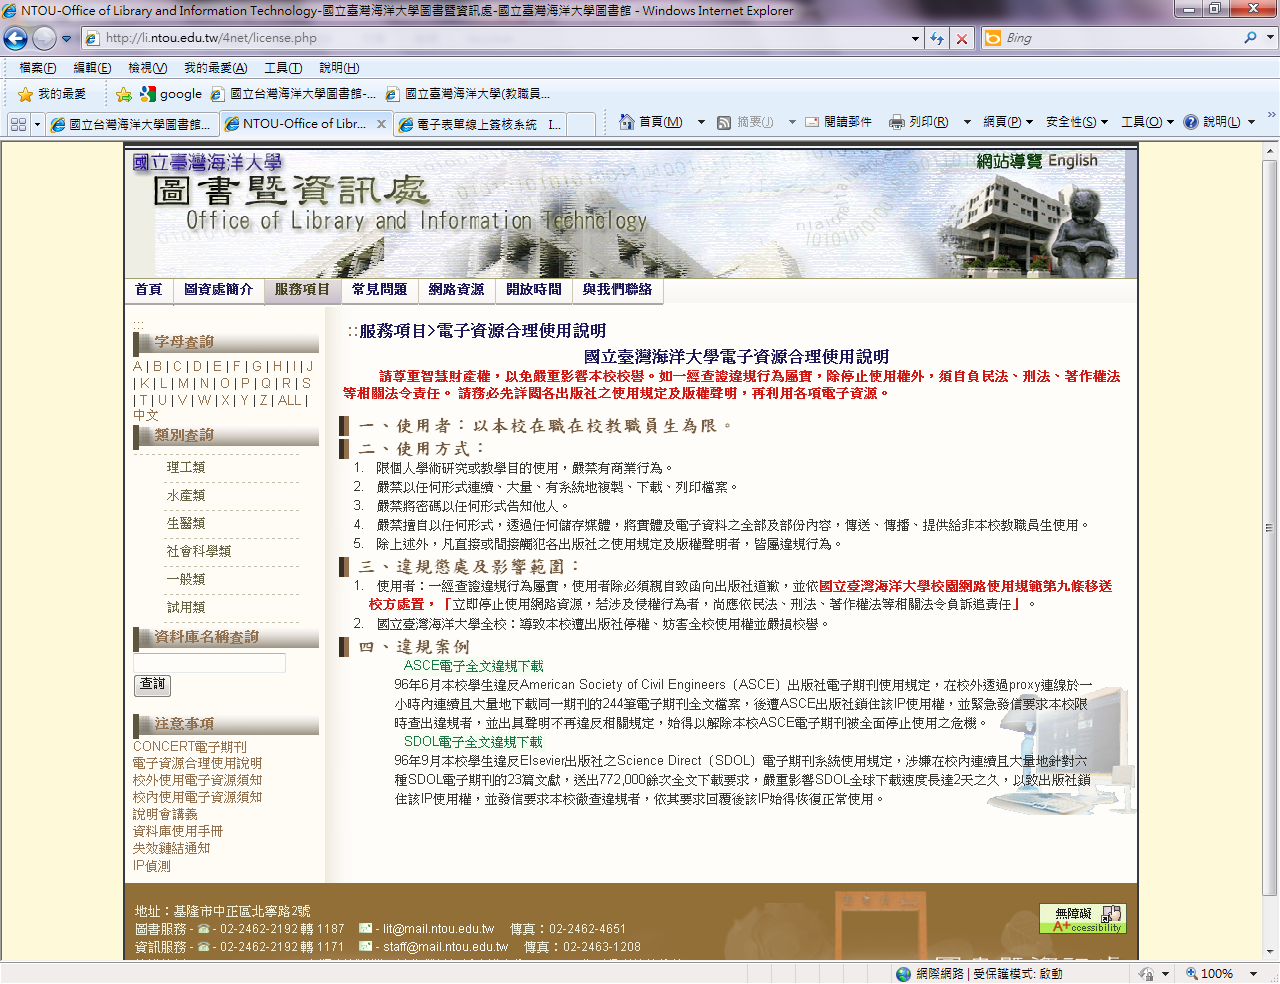 NTOU-Office of Library and Information Technology-國立臺灣海洋大學圖書暨資訊處-國立臺灣海洋大學圖書館 - Windows Internet Explorer
http://li.ntou.edu.tw/4net/license.php
Bing
檔案(F) 編輯(E) 檢視(V) 我的最愛(A) 工具(T) 說明(H)
我的最愛 google 國立台灣海洋大學圖書館-... 國立臺灣海洋大學(教職員...
國立台灣海洋大學圖書館... NTOU-Office of Libr... 電子表單線上簽核系統 I... 首頁(M) 摘要(J) 閱讀郵件 列印(R) 網頁(P) 安全性(S) 工具(O) 說明(L)
國立臺灣海洋大學
圖書暨資訊處
Office of Library and Information Technology
網站導覽 English
首頁 圖資處簡介 服務項目 常見問題 網路資源 開放時間 與我們聯絡
:::
字母查詢
A | B | C | D | E | F | G | H | I | J
| K | L | M | N | O | P | Q | R | S
| T | U | V | W | X | Y | Z | ALL |
中文
類別查詢
理工類
水產類
生醫類
社會科學類
一般類
試用類
資料庫名稱查詢
查詢
注意事項
CONCERT電子期刊
電子資源合理使用說明
校外使用電子資源須知
校內使用電子資源須知
說明會講義
資料庫使用手冊
失效鏈結通知
IP偵測
::服務項目>電子資源合理使用說明
國立臺灣海洋大學電子資源合理使用說明
請尊重智慧財產權，以免嚴重影響本校校譽。如一經查證違規行為屬實，除停止使用權外，須自負民法、刑法、著作權法
等相關法令責任。 請務必先詳閱各出版社之使用規定及版權聲明，再利用各項電子資源。
一、使用者：以本校在職在校教職員生為限。
二、使用方式：
1. 限個人學術研究或教學目的使用，嚴禁有商業行為。
2. 嚴禁以任何形式連續、大量、有系統地複製、下載、列印檔案。
3. 嚴禁將密碼以任何形式告知他人。
4. 嚴禁擅自以任何形式，透過任何儲存媒體，將實體及電子資料之全部及部份內容，傳送、傳播、提供給非本校教職員生使用。
5. 除上述外，凡直接或間接觸犯各出版社之使用規定及版權聲明者，皆屬違規行為。
三、違規懲處及影響範圍：
1. 使用者：一經查證違規行為屬實，使用者除必須親自致函向出版社道歉，並依國立臺灣海洋大學校園網路使用規範第九條移送
校方處置，「立即停止使用網路資源，若涉及侵權行為者，尚應依民法、刑法、著作權法等相關法令負訴追責任」。
2. 國立臺灣海洋大學全校：導致本校遭出版社停權、妨害全校使用權並嚴損校譽。
四、違規案例
ASCE電子全文違規下載
96年6月本校學生違反American Society of Civil Engineers〔ASCE〕出版社電子期刊使用規定，在校外透過proxy連線於一
小時內連續且大量地下載同一期刊的244筆電子期刊全文檔案，後遭ASCE出版社鎖住該IP使用權，並緊急發信要求本校限
時查出違規者，並出具聲明不再違反相關規定，始得以解除本校ASCE電子期刊被全面停止使用之危機。
SDOL電子全文違規下載
96年9月本校學生違反Elsevier出版社之Science Direct〔SDOL〕電子期刊系統使用規定，涉嫌在校內連續且大量地針對六
種SDOL電子期刊的23篇文獻，送出772,000餘次全文下載要求，嚴重影響SDOL全球下載速度長達2天之久，以致出版社鎖
住該IP使用權，並發信要求本校徹查違規者，依其要求回覆後該IP始得恢復正常使用。
地址：基隆市中正區北寧路2號
圖書服務 - ☎ - 02-2462-2192 轉 1187 - lit@mail.ntou.edu.tw 傳真：02-2462-4651
資訊服務 - ☎ - 02-2462-2192 轉 1171 - staff@mail.ntou.edu.tw 傳真：02-2463-1208
無障礙
A+ccessibility
網際網路 | 受保護模式: 啟動
100%